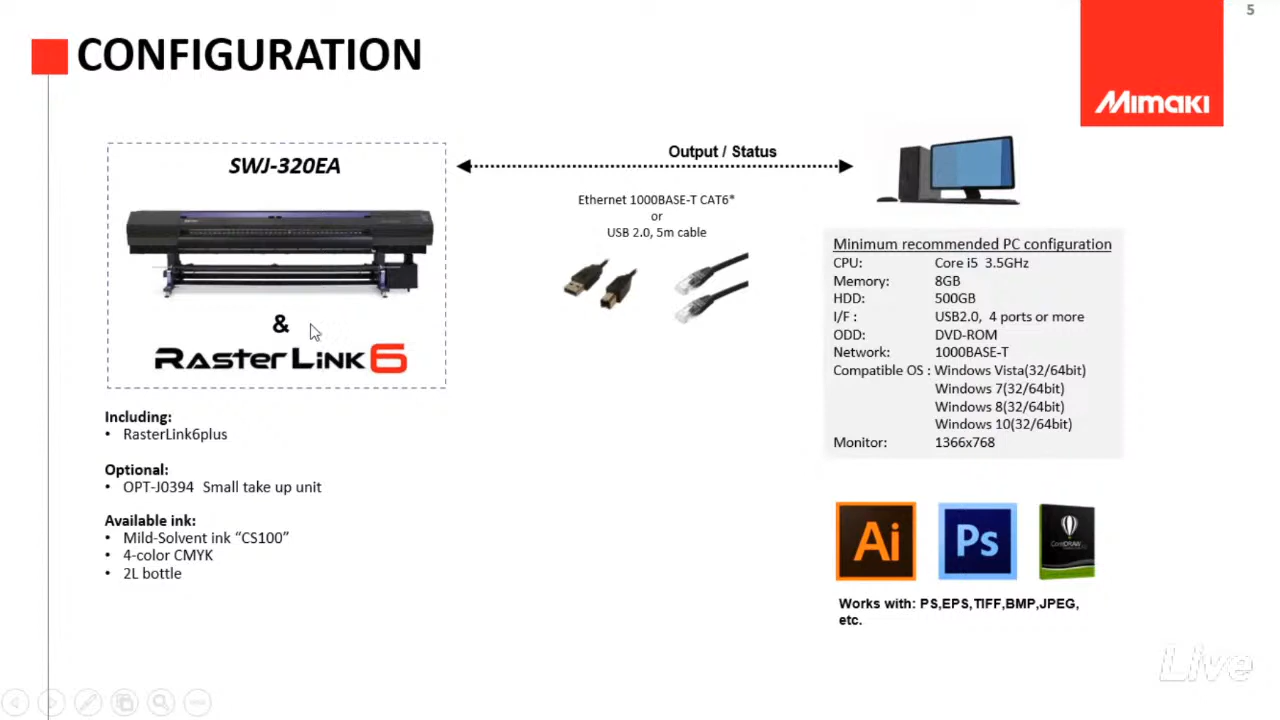 5
CONFIGURATION
Mimaki
SWJ-320EA
&
RASTERLINK6
Including:
• RasterLink6plus
Optional:
• OPT-J0394 Small take up unit
Available ink:
• Mild-Solvent ink “CS100”
• 4-color CMYK
• 2L bottle
Output / Status
Ethernet 1000BASE-T CAT6*
or
USB 2.0, 5m cable
Minimum recommended PC configuration
CPU: Core i5 3.5GHz
Memory: 8GB
HDD: 500GB
I/F : USB2.0, 4 ports or more
ODD: DVD-ROM
Network: 1000BASE-T
Compatible OS : Windows Vista(32/64bit)
Windows 7(32/64bit)
Windows 8(32/64bit)
Windows 10(32/64bit)
Monitor: 1366x768
Ai
Ps
CorelDRAW
Works with: PS,EPS,TIFF,BMP,JPEG,
etc.
Live